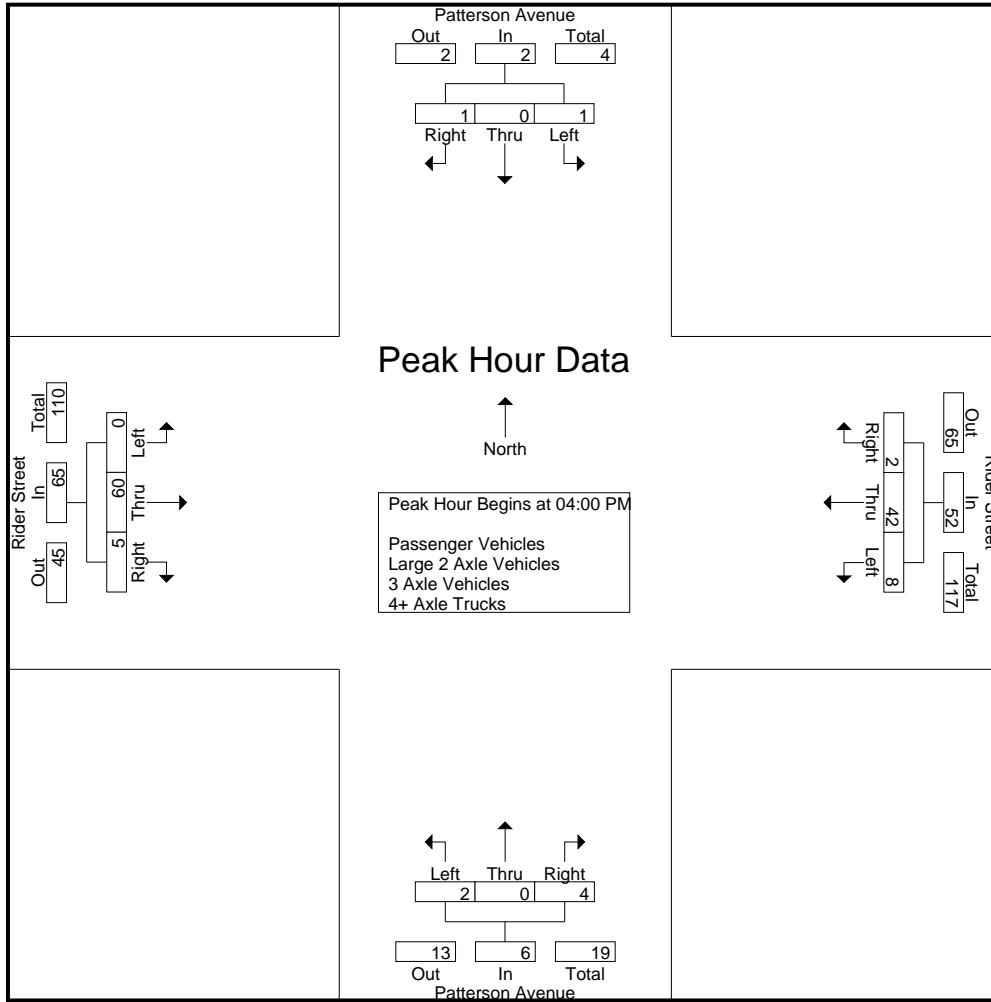 Patterson Avenue
Out In Total
2 2 4
1 0 1
Right Thru Left
Peak Hour Data
North
Peak Hour Begins at 04:00 PM
Passenger Vehicles
Large 2 Axle Vehicles
3 Axle Vehicles
4+ Axle Trucks
Rider Street
Out In Total
45 65 110
Left Thru Right
0 60 5
Rider Street
Out In Total
65 52 117
Right Thru Left
2 42 8
Left Thru Right
2 0 4
13 6 19
Out In Total
Patterson Avenue